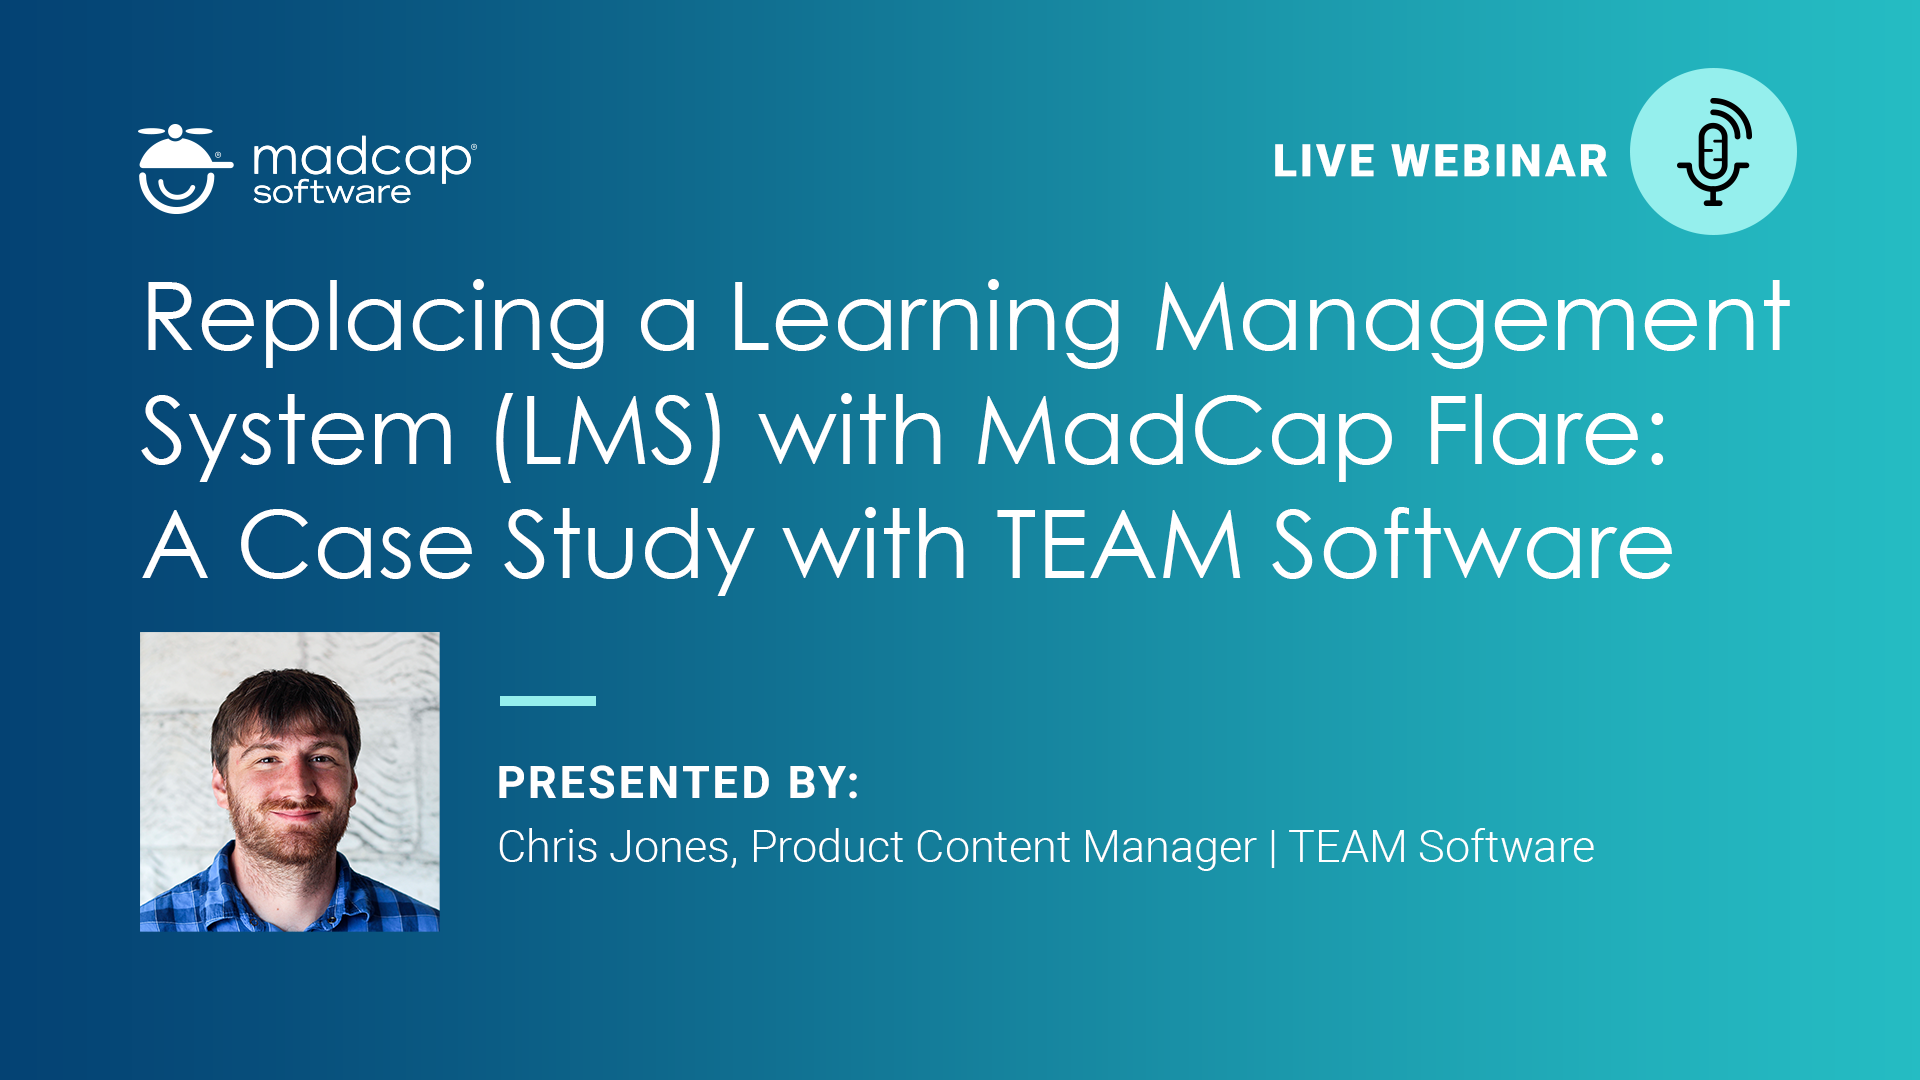 madcap®
software
®
LIVE WEBINAR
Replacing a Learning Management
System (LMS) with MadCap Flare:
A Case Study with TEAM Software
PRESENTED BY:
Chris Jones, Product Content Manager | TEAM Software